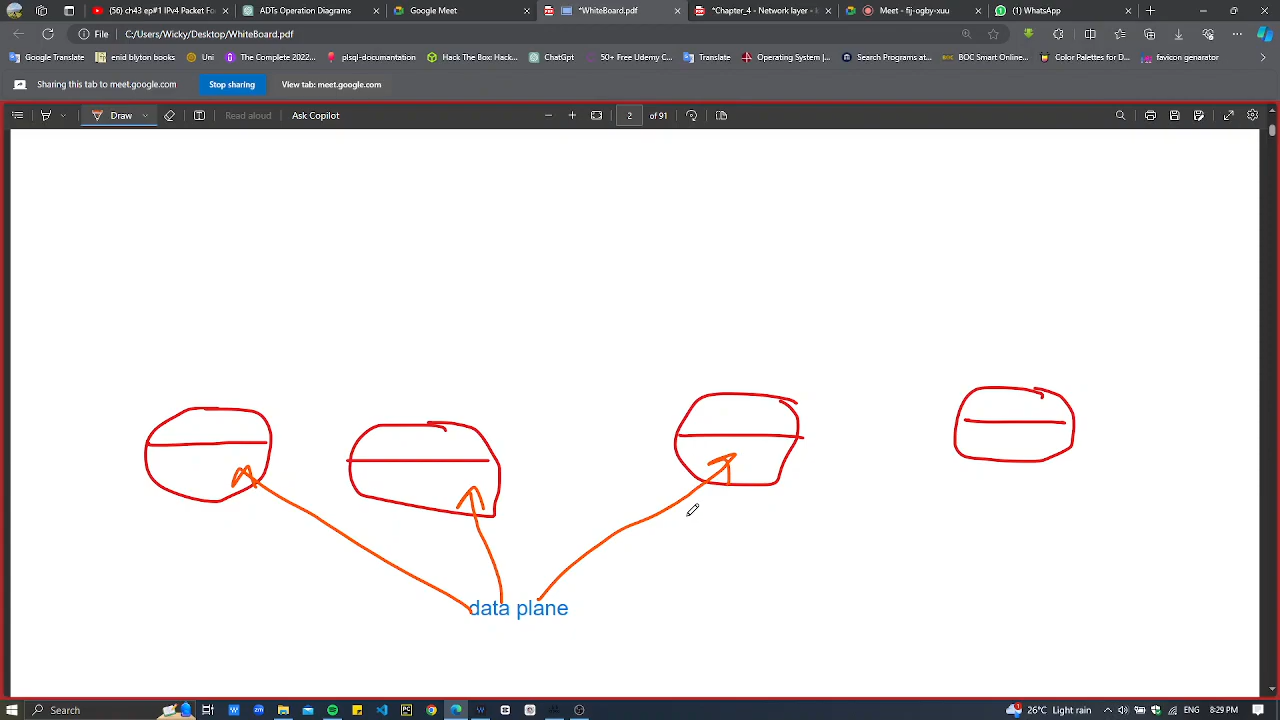 (56) ch43 ep#1 IPv4 Packet For
ADTs Operation Diagrams
Google Meet
*WhiteBoard.pdf
*Chapter_4 - Network layer -
Meet - fij-ogby-xuu
(1) WhatsApp
File
C:/Users/Wicky/Desktop/WhiteBoard.pdf
Google Translate
enid blyton books
Uni
The Complete 2022...
plsql-documentation
Hack The Box: Hack...
ChatGpt
50+ Free Udemy C...
Translate
Operating System |...
Search Programs at...
BOC Smart Online...
Color Palettes for D...
favicon genarator
Sharing this tab to meet.google.com
Stop sharing
View tab: meet.google.com
Draw
Read aloud
Ask Copilot
2
of 91
data plane
Search
26°C Light rain
ENG
8:29 PM